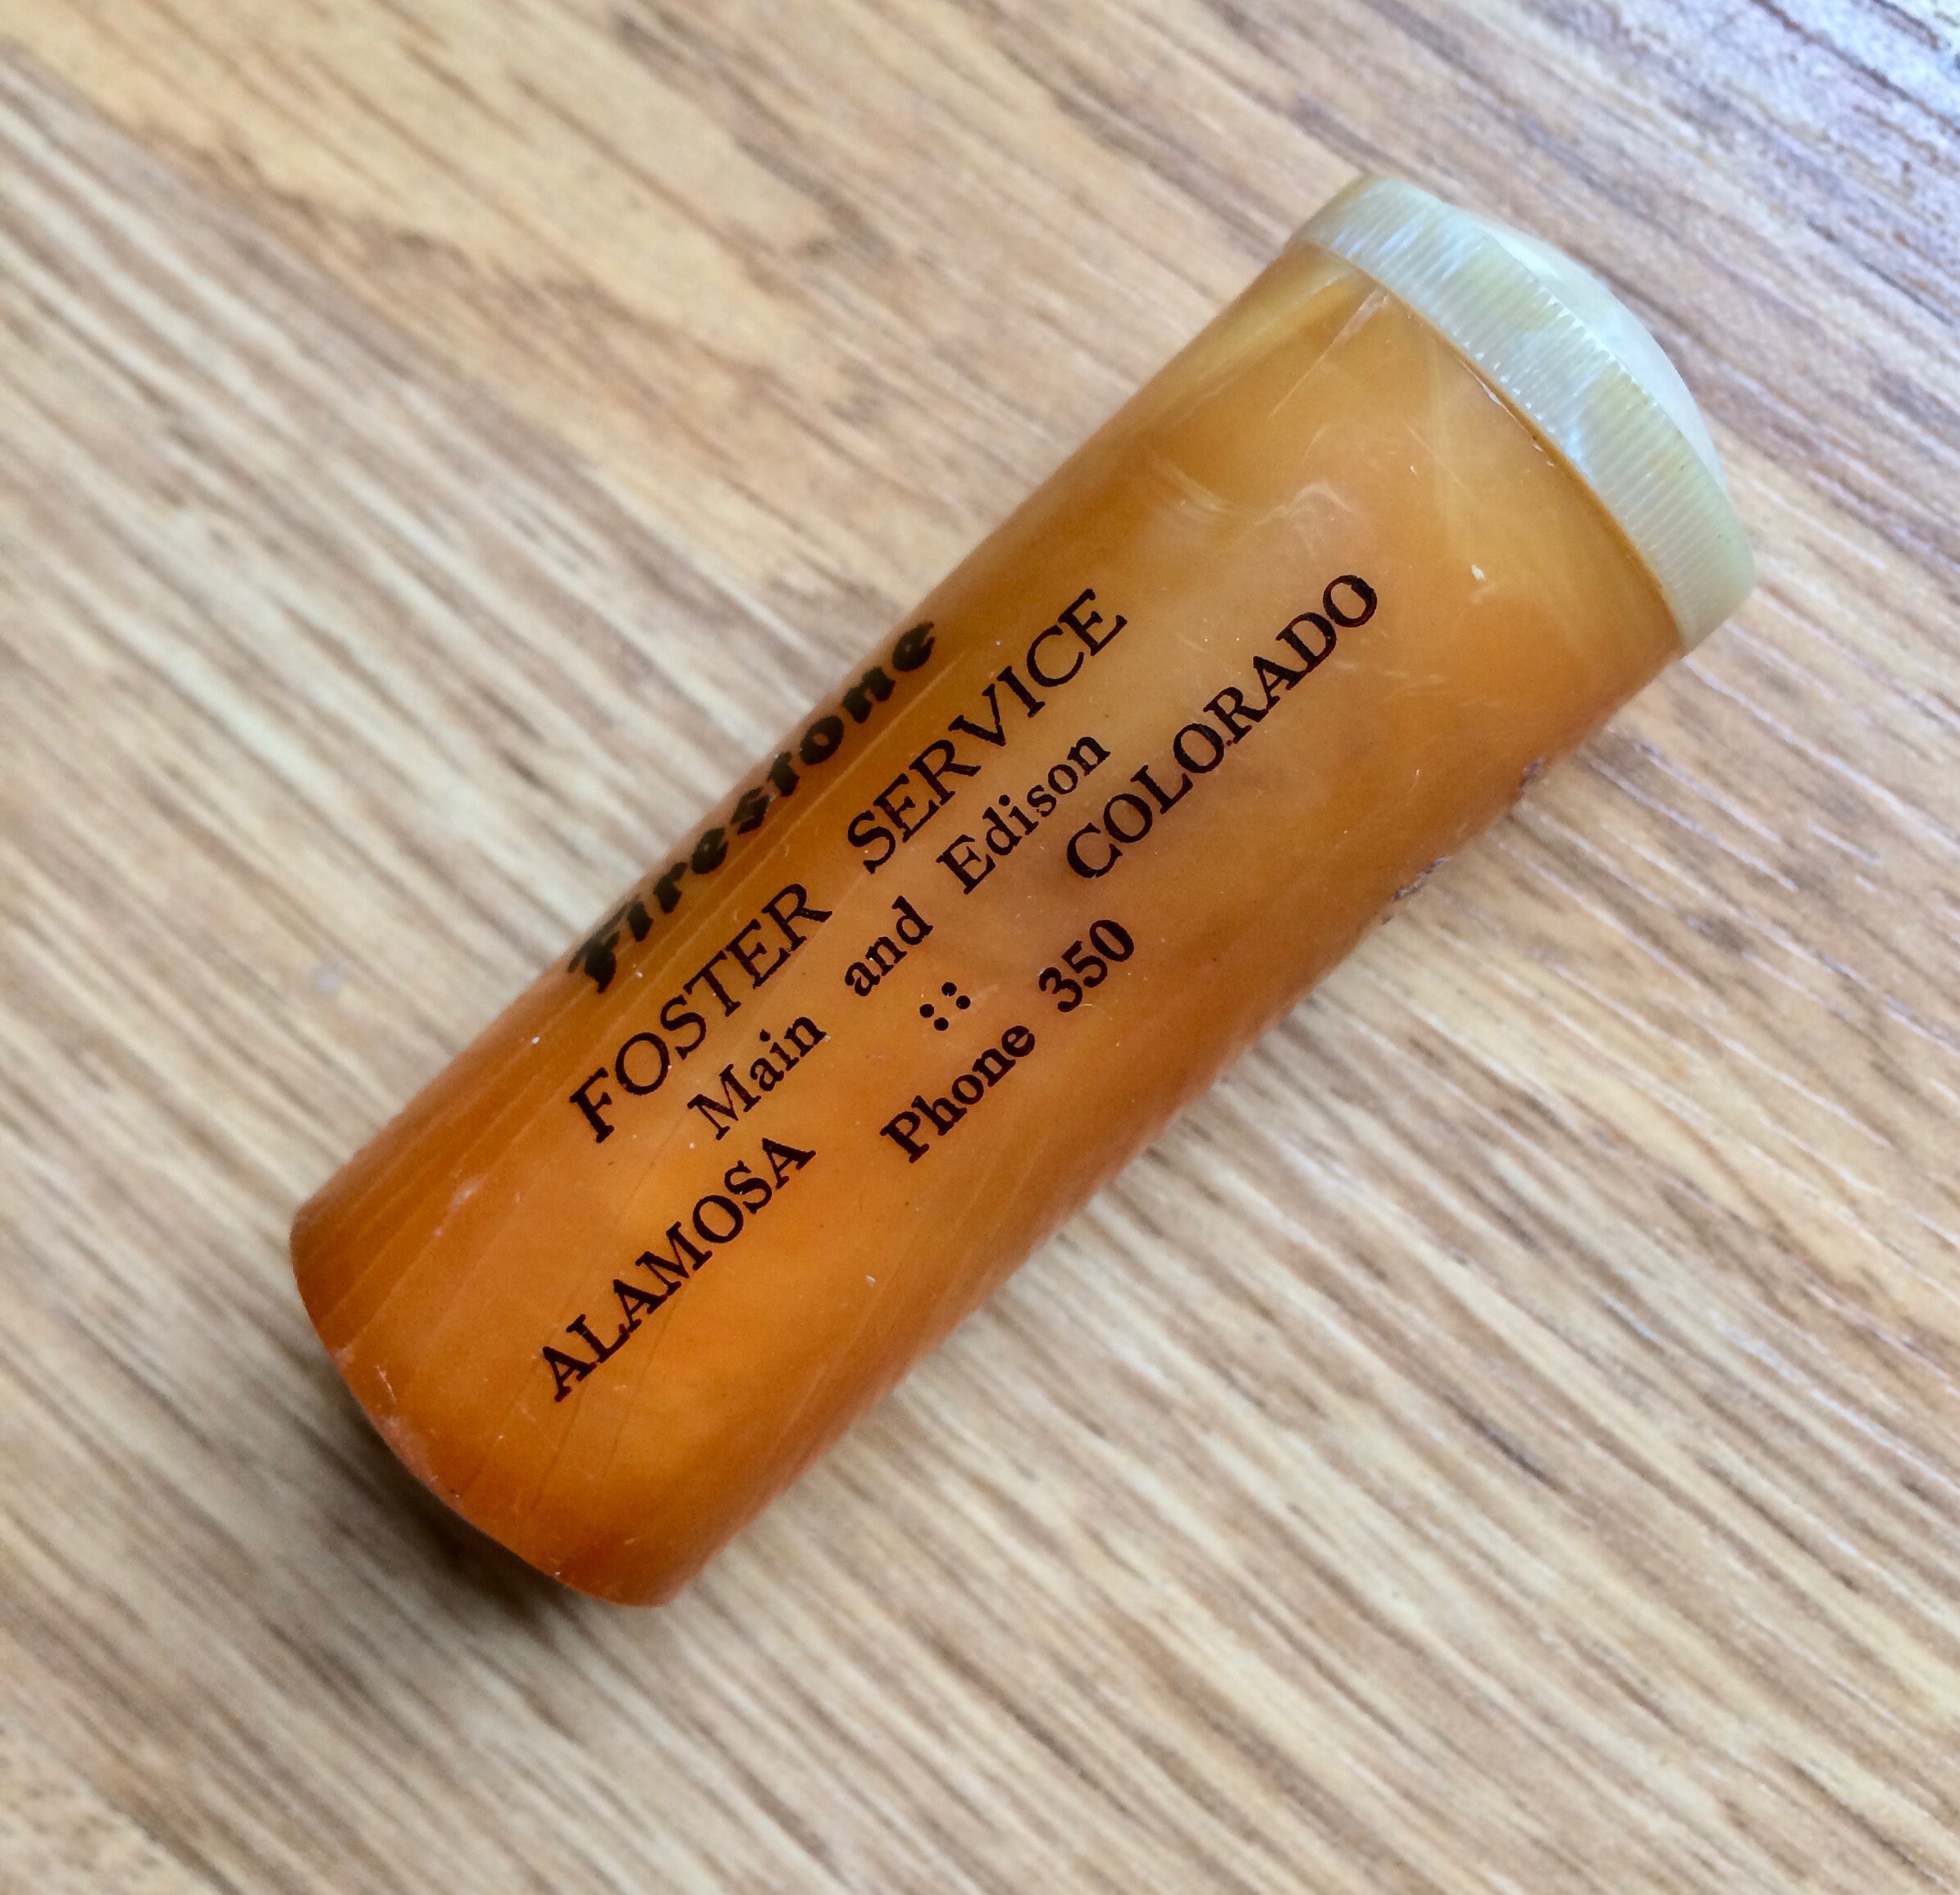 Firestone
FOSTER SERVICE
Main and Edison
ALAMOSA :: COLORADO
Phone 350